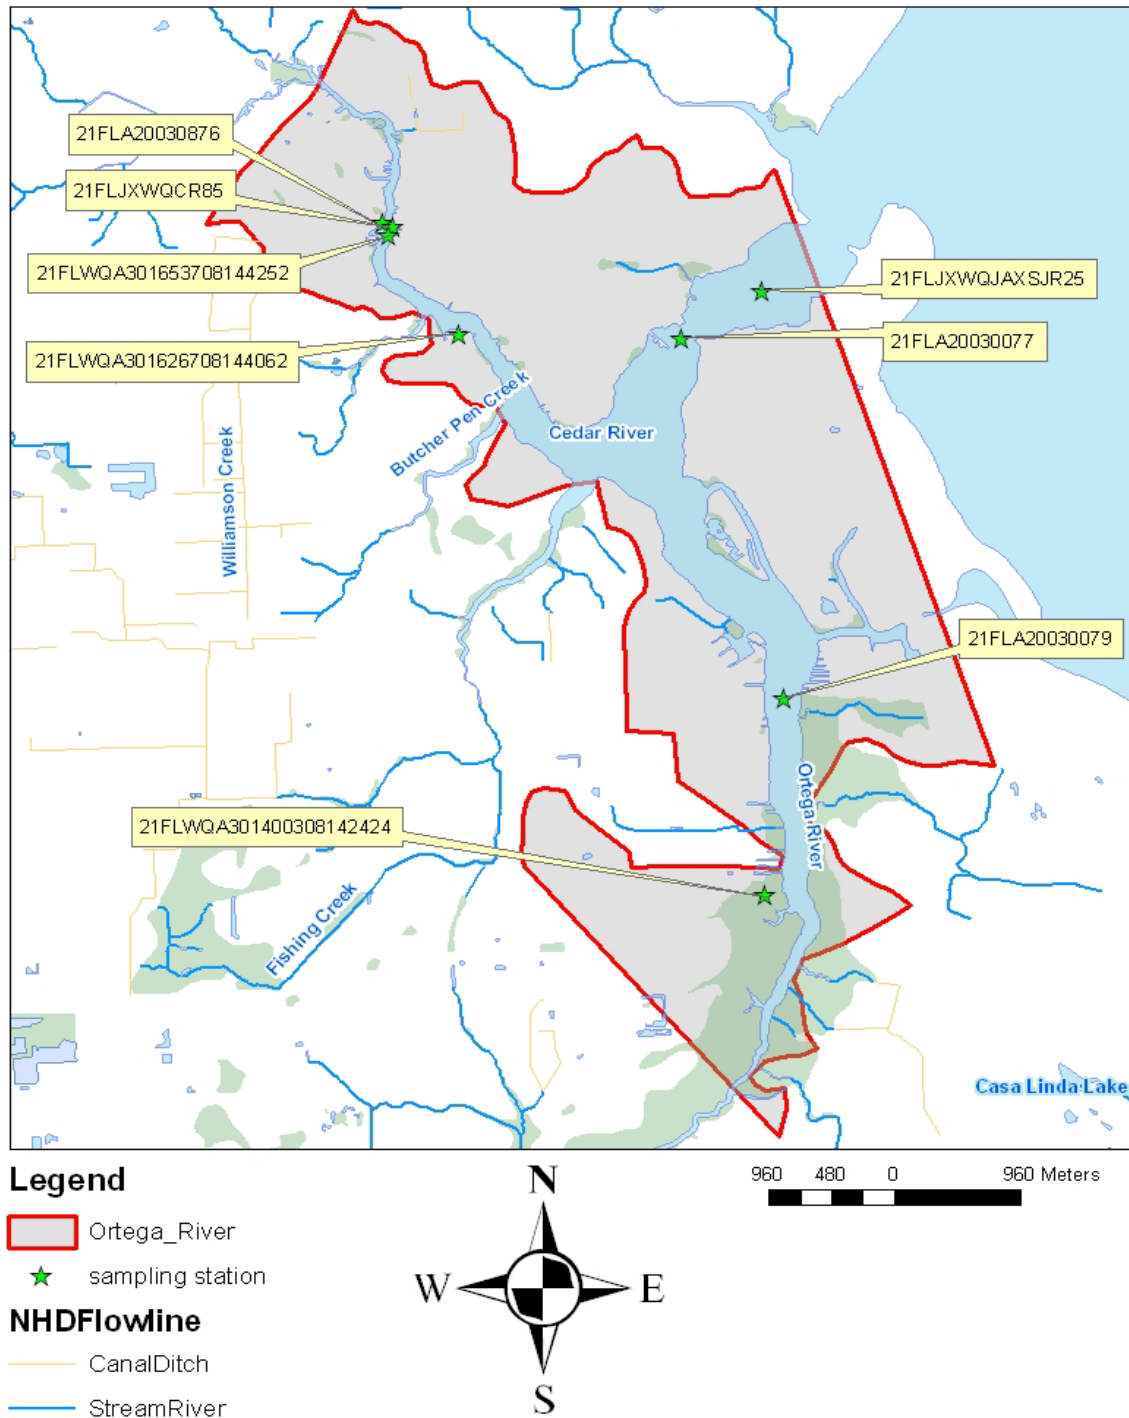 21FLA20030876
21FLJXWQCR85
21FLWQA301653708144252
21FLJXWQJAXSJR25
21FLA20030077
21FLWQA301626708144062
Butcher Pen Creek
Cedar River
Williamson Creek
21FLA20030079
Ortega River
21FLWQA301400308142424
Fishing Creek
Casa Linda Lake
Legend
Ortega_River
sampling station
NHDFlowline
CanalDitch
StreamRiver
N
W E
S
960 480 0 960 Meters